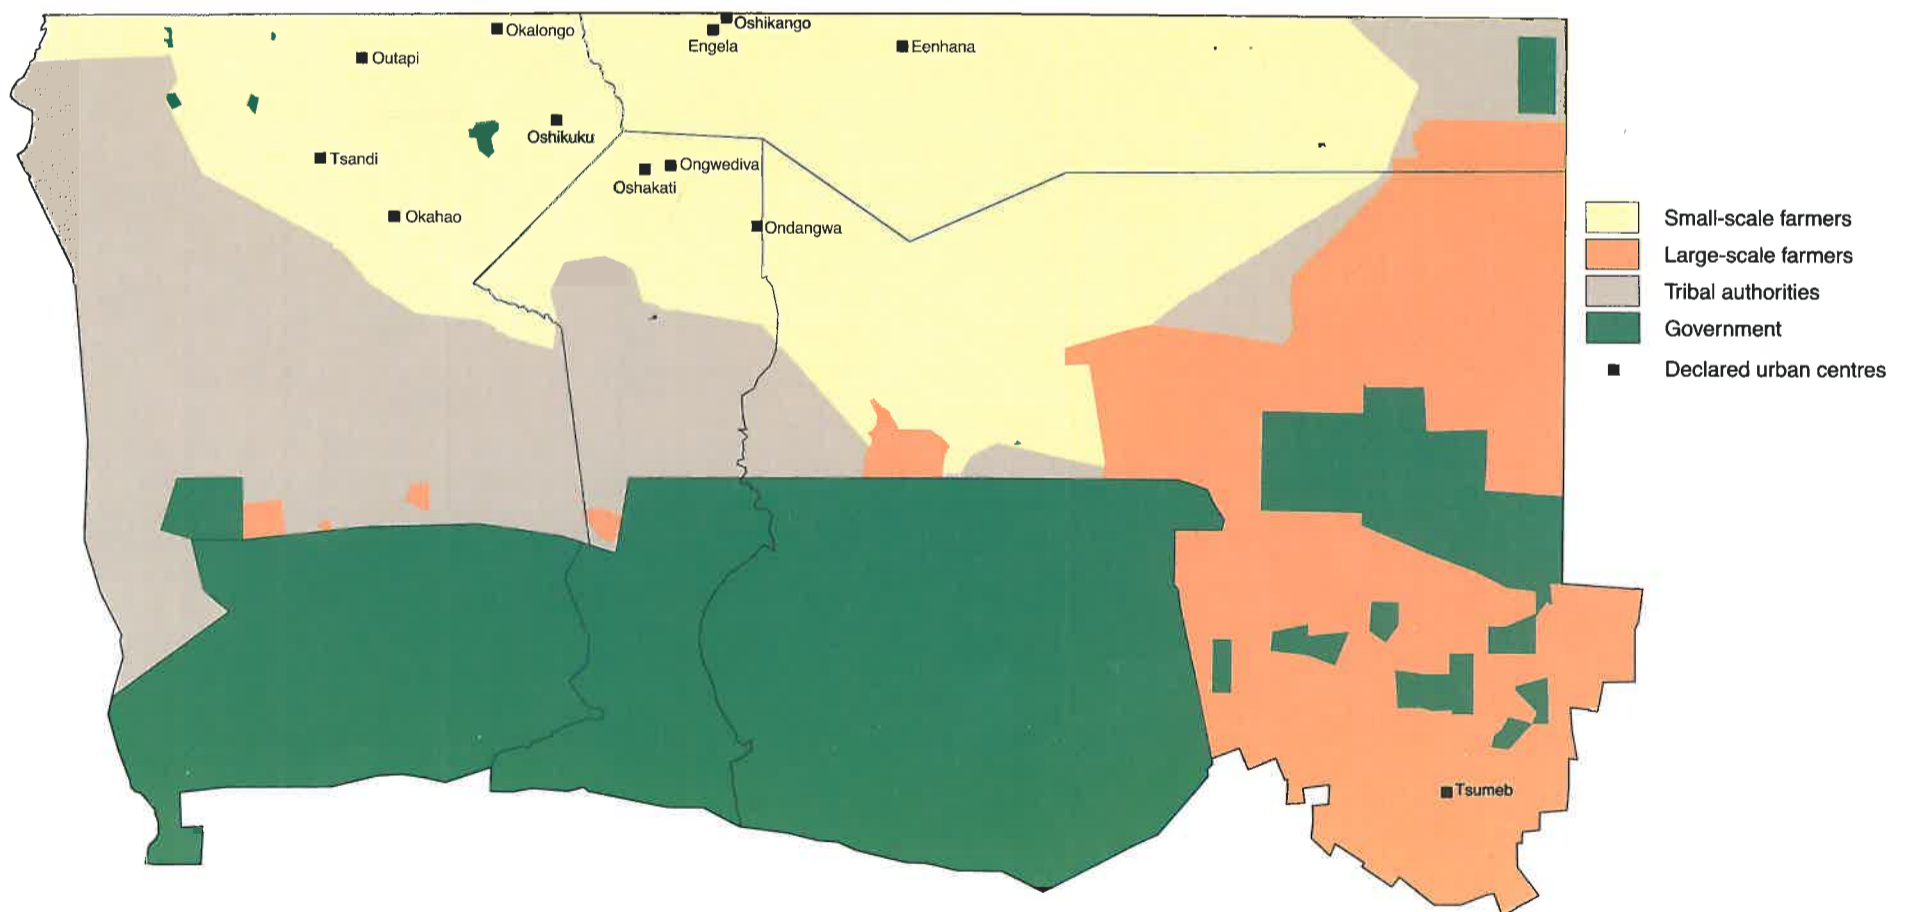 Okalongo
Oshikango
Engela
Eenhana
Outapi
Oshikuku
Tsandi
Ongwediva
Oshakati
Okahao
Ondangwa
Small-scale farmers
Large-scale farmers
Tribal authorities
Government
Declared urban centres
Tsumeb